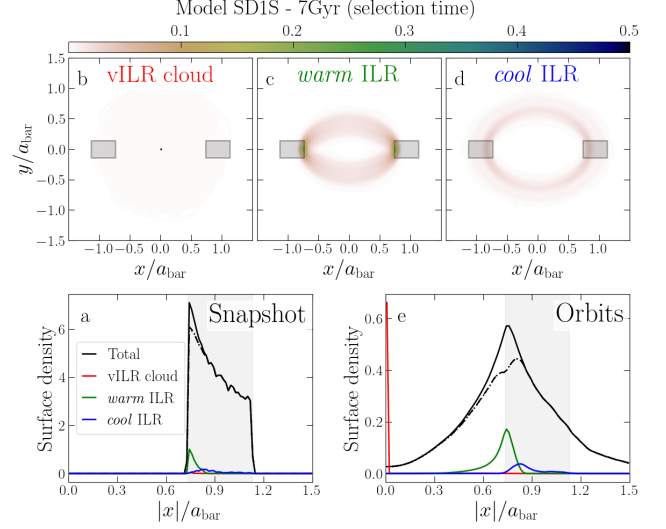 Model SD1S - 7Gyr (selection time)
0.1 0.2 0.3 0.4 0.5
b vILR cloud
c warm ILR
d cool ILR
y/a_bar
1.5
1.0
0.5
0.0
−0.5
−1.0
−1.5
−1.0 −0.5 0.0 0.5 1.0
−1.0 −0.5 0.0 0.5 1.0
−1.0 −0.5 0.0 0.5 1.0
x/a_bar x/a_bar x/a_bar
a Snapshot
Surface density
6
4
2
0
Total
vILR cloud
warm ILR
cool ILR
0.0 0.3 0.6 0.9 1.2 1.5
|x|/a_bar
e Orbits
Surface density
0.6
0.4
0.2
0.0
0.0 0.3 0.6 0.9 1.2 1.5
|x|/a_bar